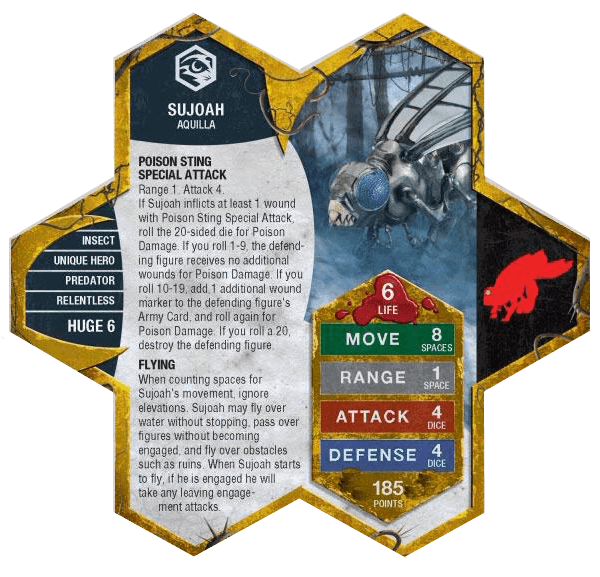 SUJOAH
AQUILLA
POISON STING
SPECIAL ATTACK
Range 1. Attack 4.
If Sujoah inflicts at least 1 wound
with Poison Sting Special Attack,
roll the 20-sided die for Poison
Damage. If you roll 1-9, the defend-
ing figure receives no additional
wounds for Poison Damage. If you
roll 10-19, add 1 additional wound
marker to the defending figure's
Army Card, and roll again for
Poison Damage. If you roll a 20,
destroy the defending figure.
FLYING
When counting spaces for
Sujoah's movement, ignore
elevations. Sujoah may fly over
water without stopping, pass over
figures without becoming
engaged, and fly over obstacles
such as ruins. When Sujoah starts
to fly, if he is engaged he will
take any leaving engage-
ment attacks.
INSECT
UNIQUE HERO
PREDATOR
RELENTLESS
HUGE 6
6
LIFE
MOVE 8
SPACES
RANGE 1
SPACE
ATTACK 4
DICE
DEFENSE 4
DICE
185
POINTS